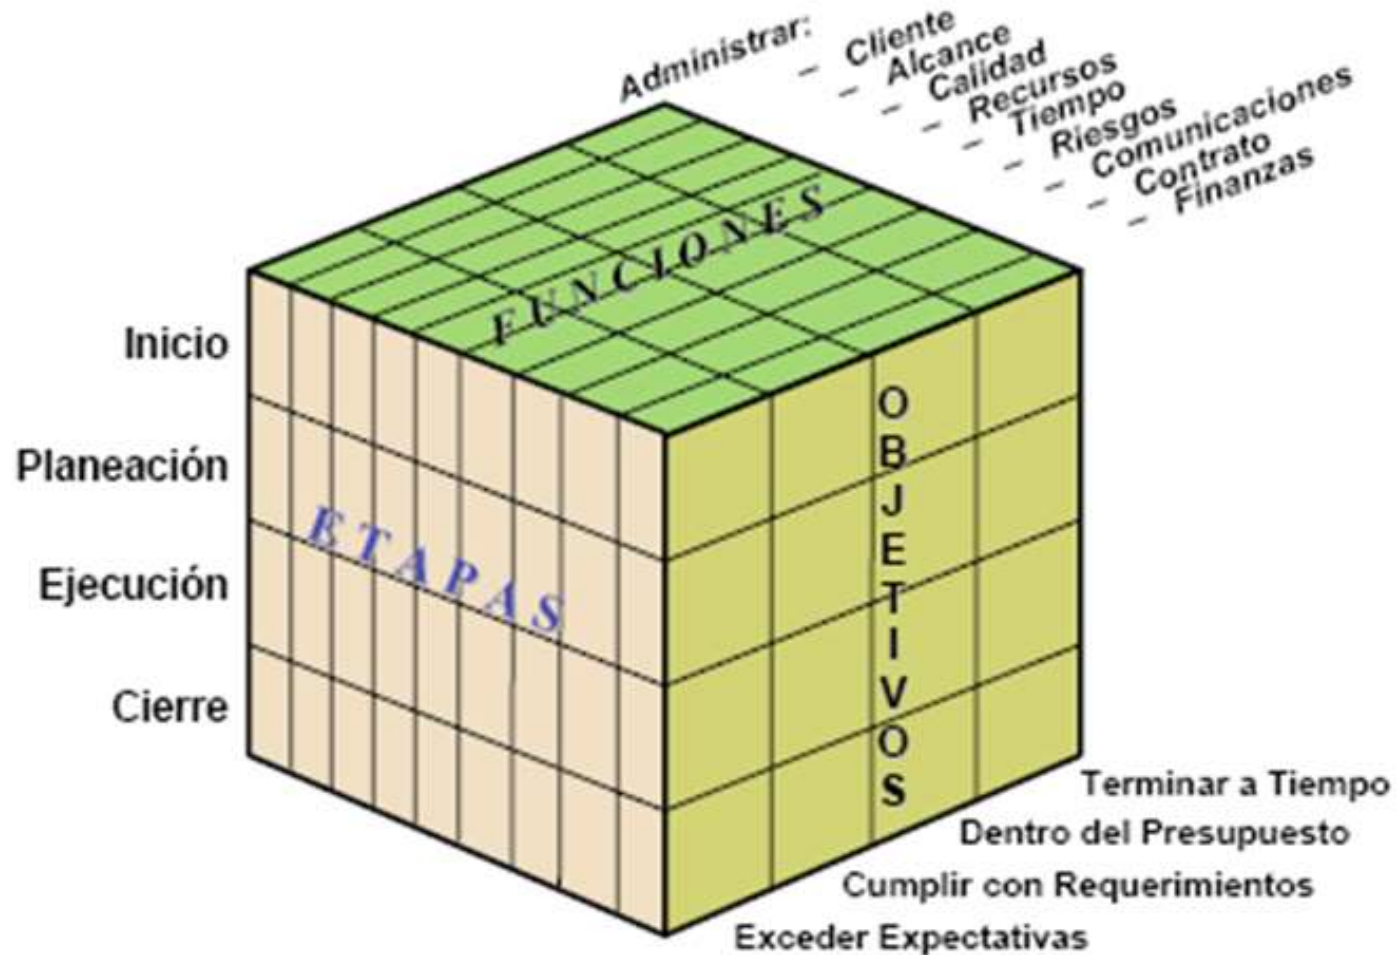 Administrar:
– Cliente
– Alcance
– Calidad
– Recursos
– Tiempo
– Riesgos
– Comunicaciones
– Contrato
– Finanzas
FUNCIONES
Inicio
Planeación
Ejecución
Cierre
ETAPAS
OBJETIVOS
Terminar a Tiempo
Dentro del Presupuesto
Cumplir con Requerimientos
Exceder Expectativas